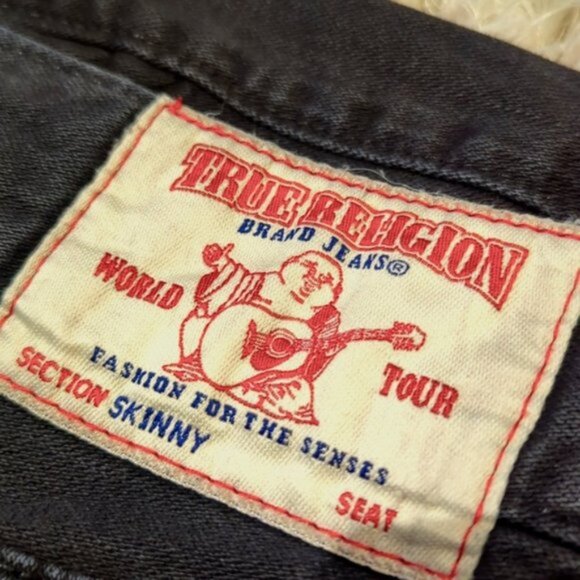 TRUE RELIGION
BRAND JEANS®
WORLD TOUR
FASHION FOR THE SENSES
SECTION SKINNY
SEAT